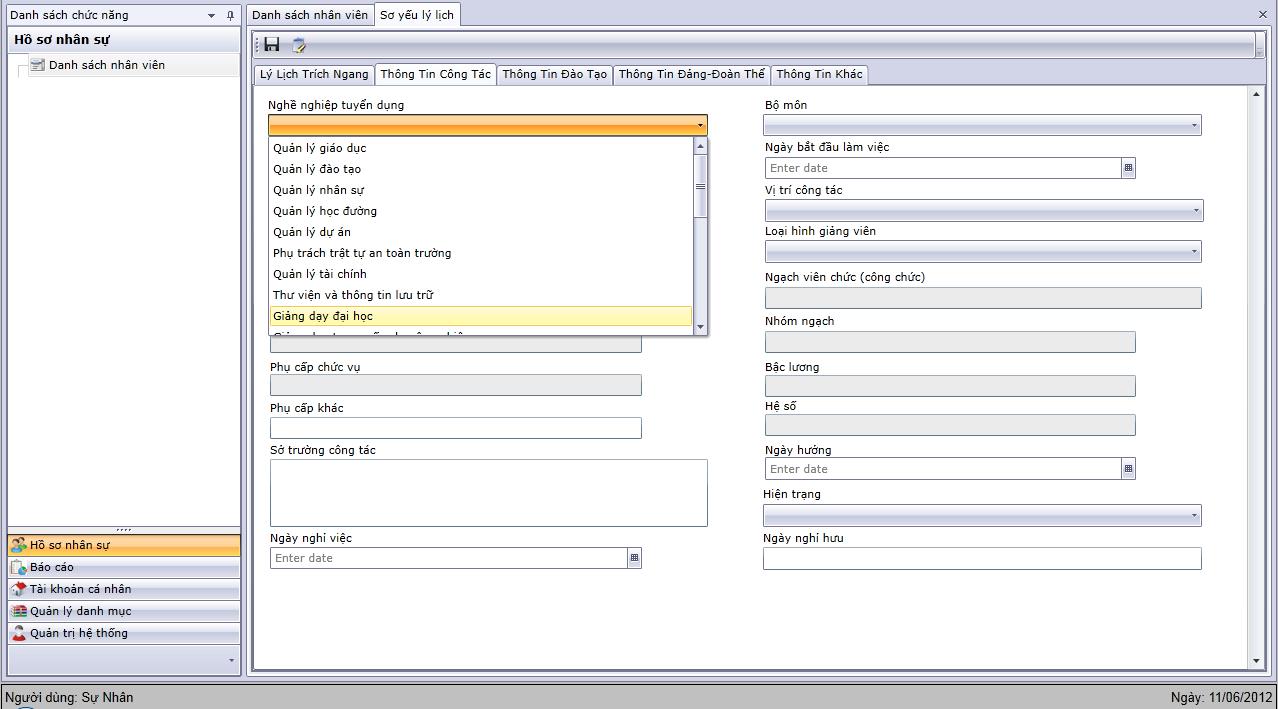 Danh sách chức năng
Hồ sơ nhân sự
Danh sách nhân viên
Hồ sơ nhân sự
Báo cáo
Tài khoản cá nhân
Quản lý danh mục
Quản trị hệ thống
Danh sách nhân viên
Sơ yếu lý lịch
Lý Lịch Trích Ngang
Thông Tin Công Tác
Thông Tin Đào Tạo
Thông Tin Đảng-Đoàn Thể
Thông Tin Khác
Nghề nghiệp tuyển dụng
Quản lý giáo dục
Quản lý đào tạo
Quản lý nhân sự
Quản lý học đường
Quản lý dự án
Phụ trách trật tự an toàn trường
Quản lý tài chính
Thư viện và thông tin lưu trữ
Giảng dạy đại học
Phụ cấp chức vụ
Phụ cấp khác
Sở trường công tác
Ngày nghỉ việc
Enter date
Bộ môn
Ngày bắt đầu làm việc
Enter date
Vị trí công tác
Loại hình giảng viên
Ngạch viên chức (công chức)
Nhóm ngạch
Bậc lương
Hệ số
Ngày hưởng
Enter date
Hiện trạng
Ngày nghỉ hưu
Người dùng: Sự Nhân
Ngày: 11/06/2012